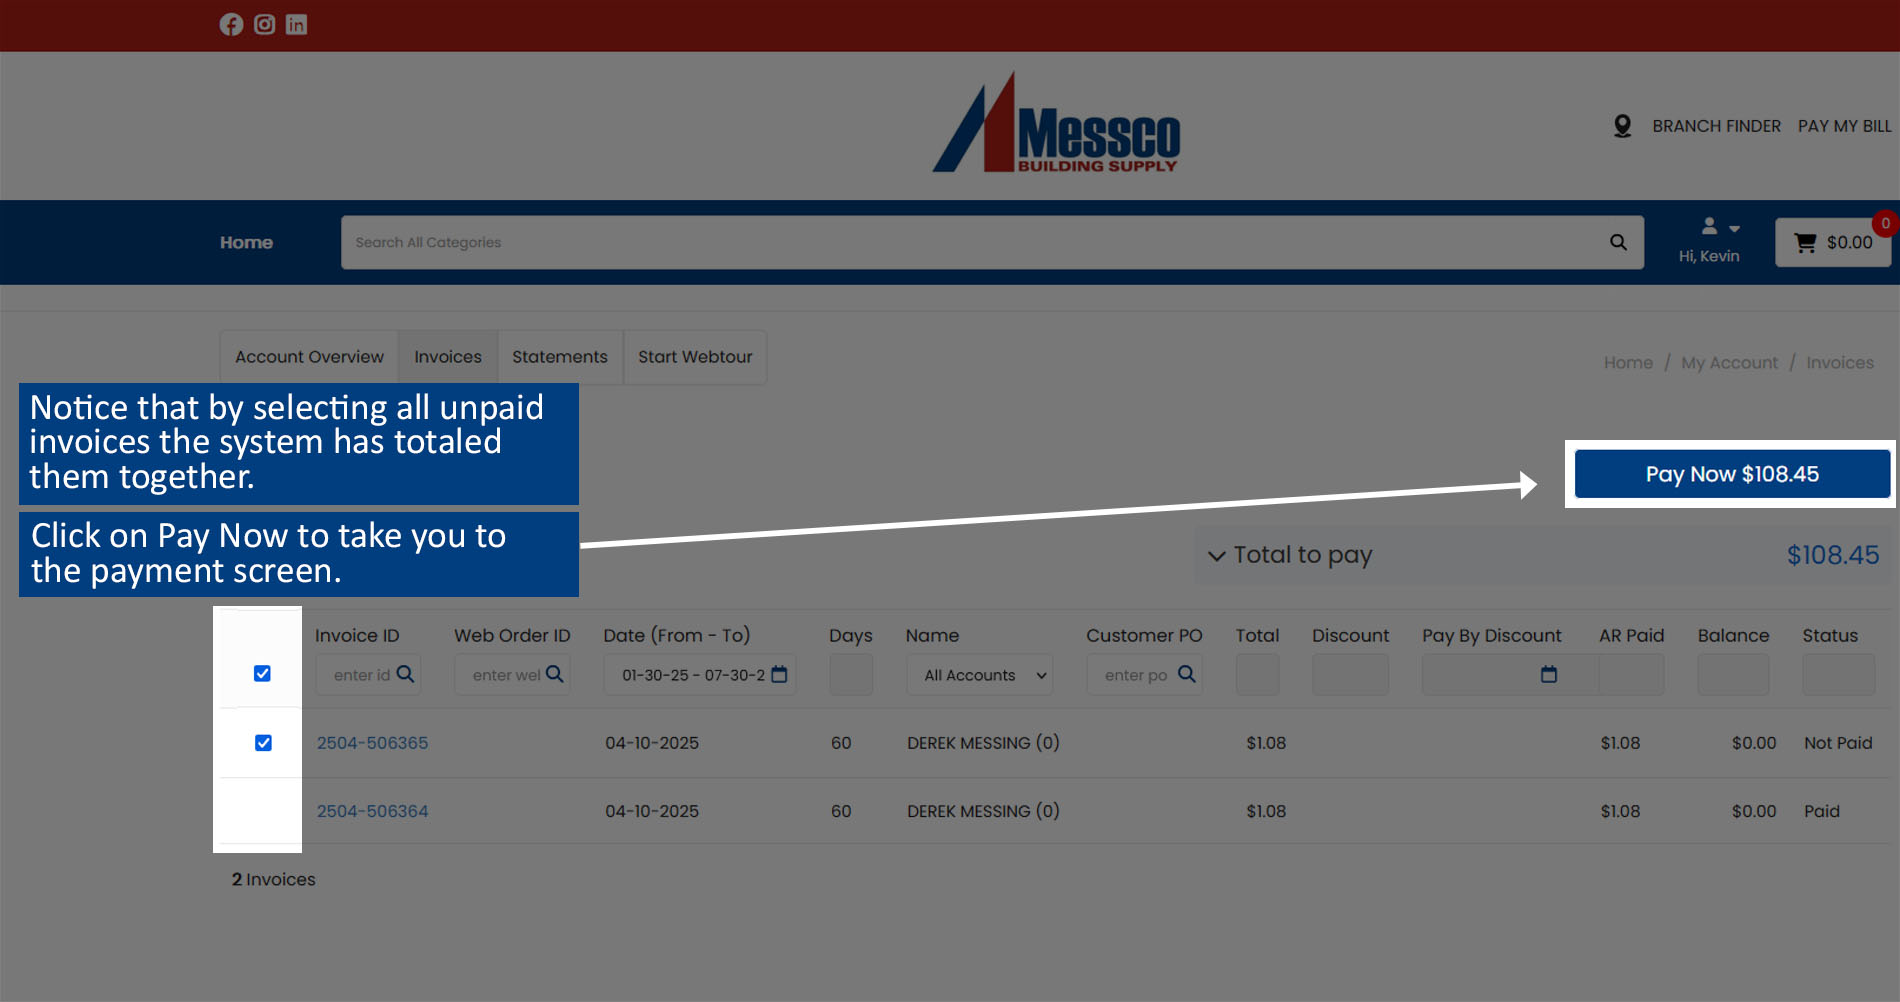 Messco
BUILDING SUPPLY
BRANCH FINDER PAY MY BILL
Home
Search All Categories
Hi, Kevin
0
$0.00
Account Overview Invoices Statements Start Webtour
Home / My Account / Invoices
Notice that by selecting all unpaid
invoices the system has totaled
them together.
Pay Now $108.45
Click on Pay Now to take you to
the payment screen.
Total to pay $108.45
Invoice ID Web Order ID Date (From - To) Days Name Customer PO Total Discount Pay By Discount AR Paid Balance Status
enter id enter wel 01-30-25 - 07-30-2 All Accounts enter po
2504-506365 04-10-2025 60 DEREK MESSING (0) $1.08 $1.08 $0.00 Not Paid
2504-506364 04-10-2025 60 DEREK MESSING (0) $1.08 $1.08 $0.00 Paid
2 Invoices